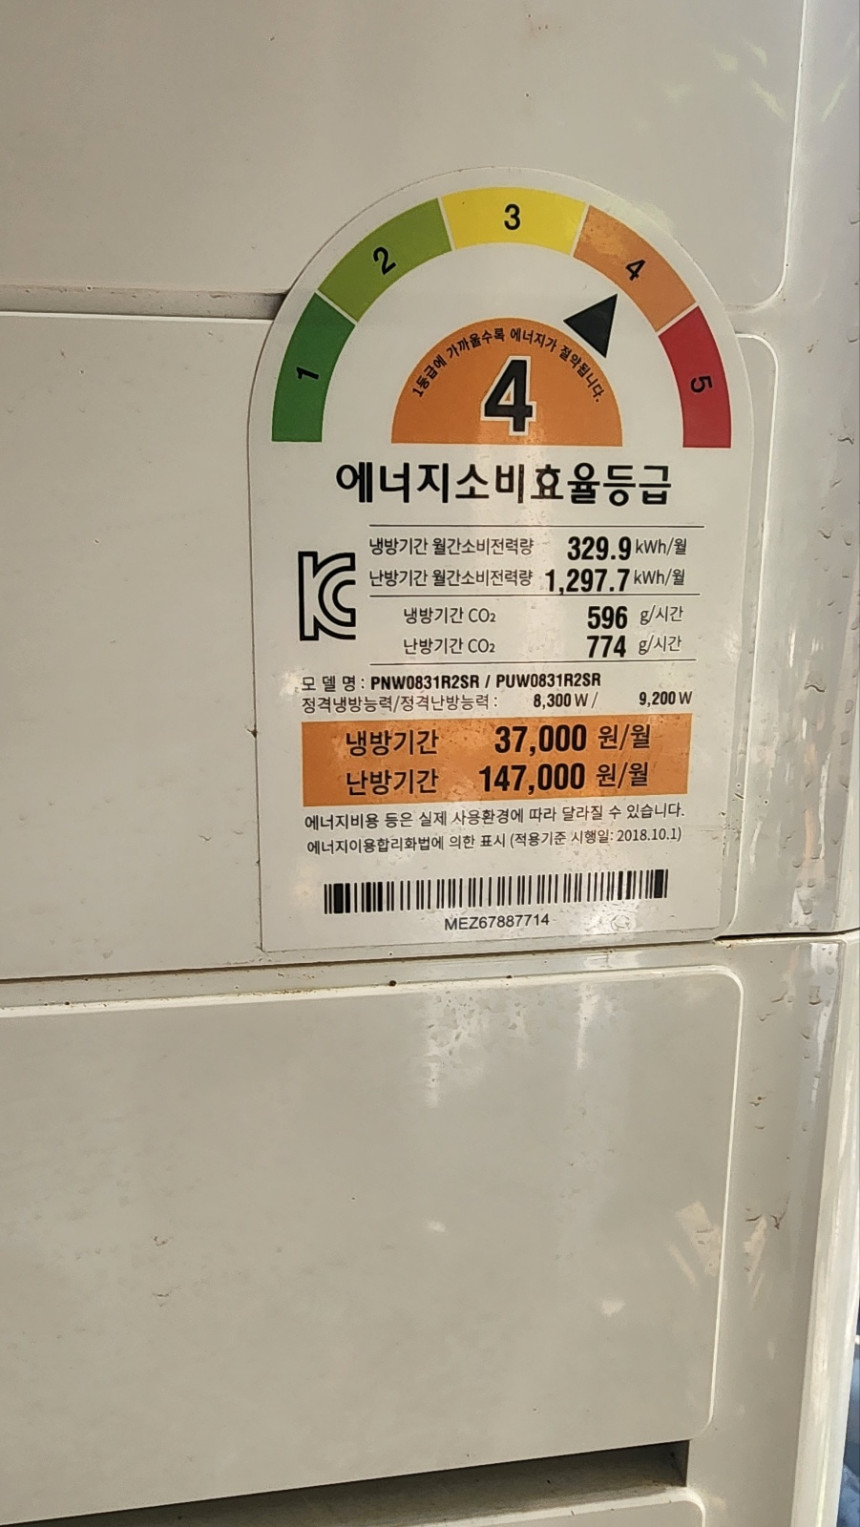 1
2
3
4
5
1등급에 가까울수록 에너지가 절약됩니다.
4
에너지소비효율등급
냉방기간 월간소비전력량 329.9 kWh/월
난방기간 월간소비전력량 1,297.7 kWh/월
냉방기간 CO₂ 596 g/시간
난방기간 CO₂ 774 g/시간
모 델 명 : PNW0831R2SR / PUW0831R2SR
정격냉방능력/정격난방능력 : 8,300 W / 9,200 W
냉방기간 37,000 원/월
난방기간 147,000 원/월
에너지비용 등은 실제 사용환경에 따라 달라질 수 있습니다.
에너지이용합리화법에 의한 표시 (적용기준 시행일: 2018.10.1)
MEZ67887714